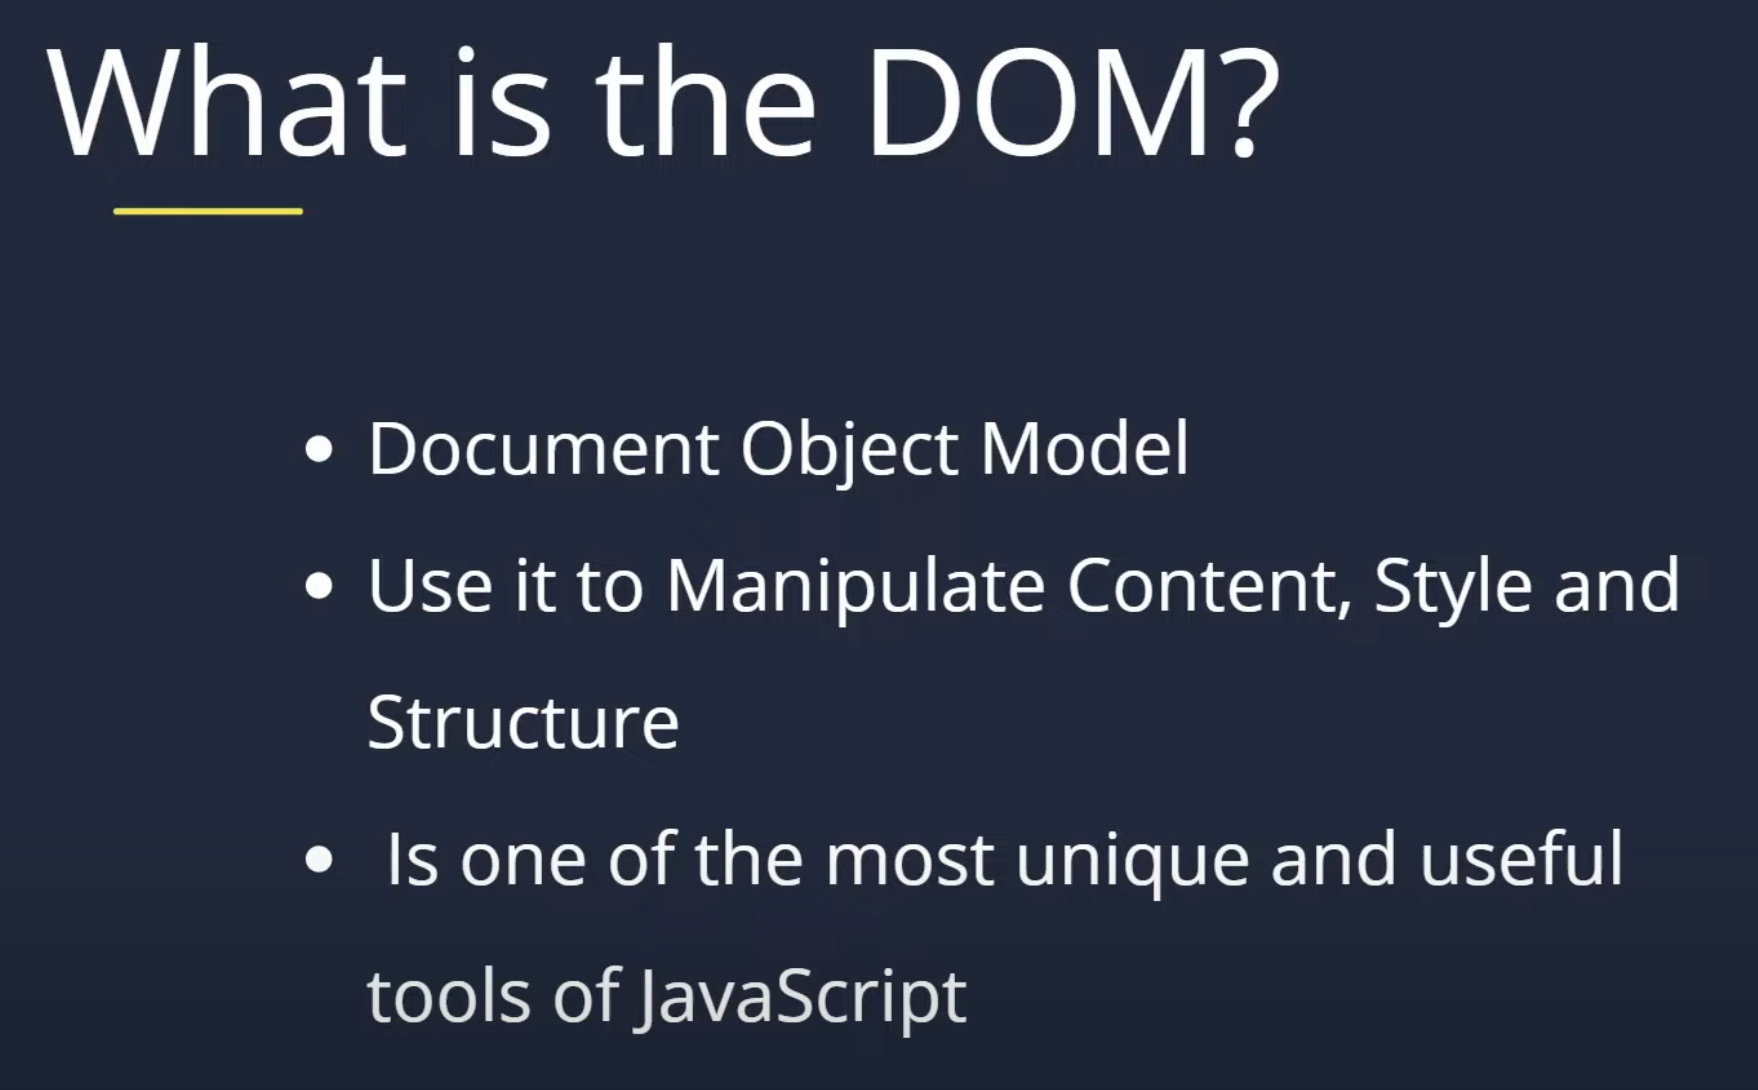 What is the DOM?
• Document Object Model
• Use it to Manipulate Content, Style and
Structure
• Is one of the most unique and useful
tools of JavaScript